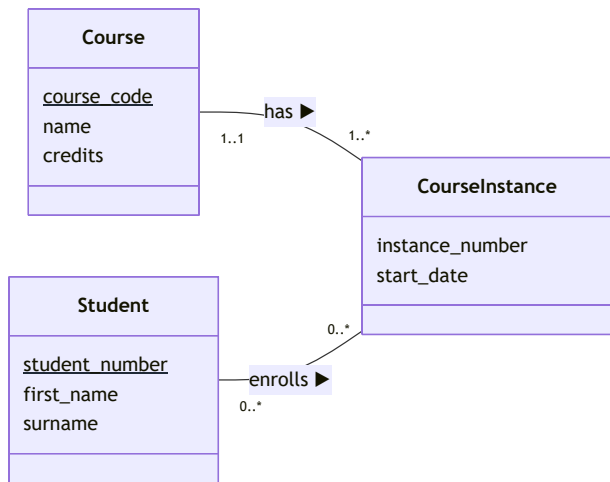 Course
course_code
name
credits
has ►
1..1
1..*
CourseInstance
instance_number
start_date
Student
student_number
first_name
surname
0..*
enrolls ►
0..*